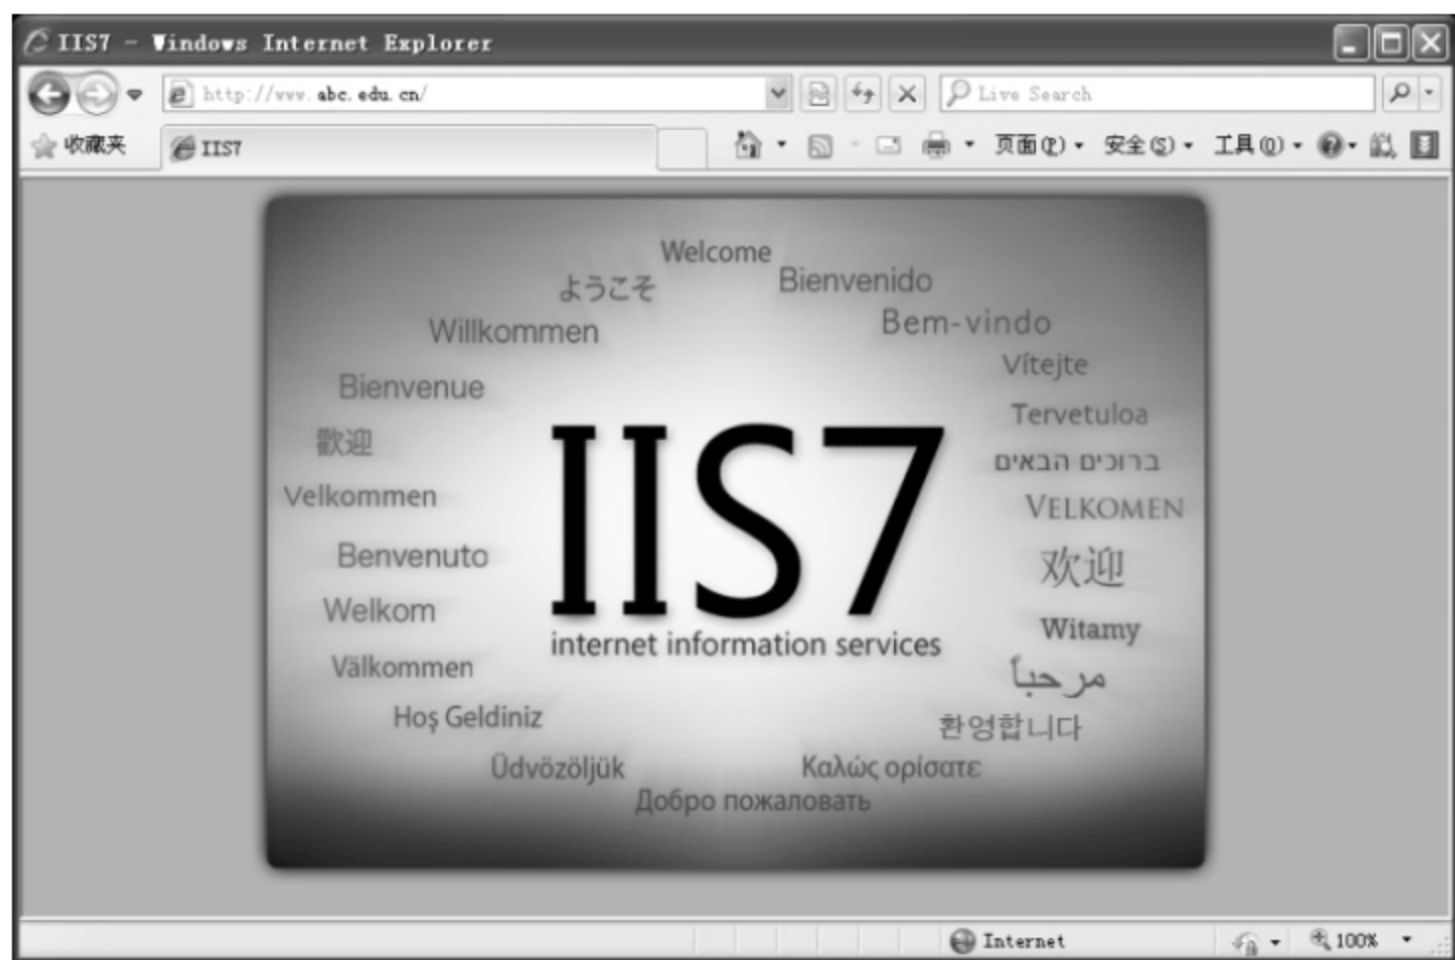 IIS7 - Windows Internet Explorer
http://www.abc.edu.cn/
Live Search
收藏夹
IIS7
页面(P)
安全(S)
工具(O)
Welcome
ようこそ
Bienvenido
Willkommen
Bem-vindo
Vítejte
Bienvenue
Tervetuloa
歡迎
ברוכים הבאים
Velkommen
VELKOMEN
IIS7
Benvenuto
欢迎
Welkom
Witamy
internet information services
Välkommen
مرحباً
Hoş Geldiniz
환영합니다
Üdvözöljük
Καλώς ορίσατε
Добро пожаловать
Internet
100%